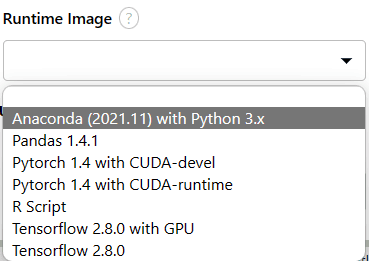 Runtime Image ?
Anaconda (2021.11) with Python 3.x
Pandas 1.4.1
Pytorch 1.4 with CUDA-devel
Pytorch 1.4 with CUDA-runtime
R Script
Tensorflow 2.8.0 with GPU
Tensorflow 2.8.0